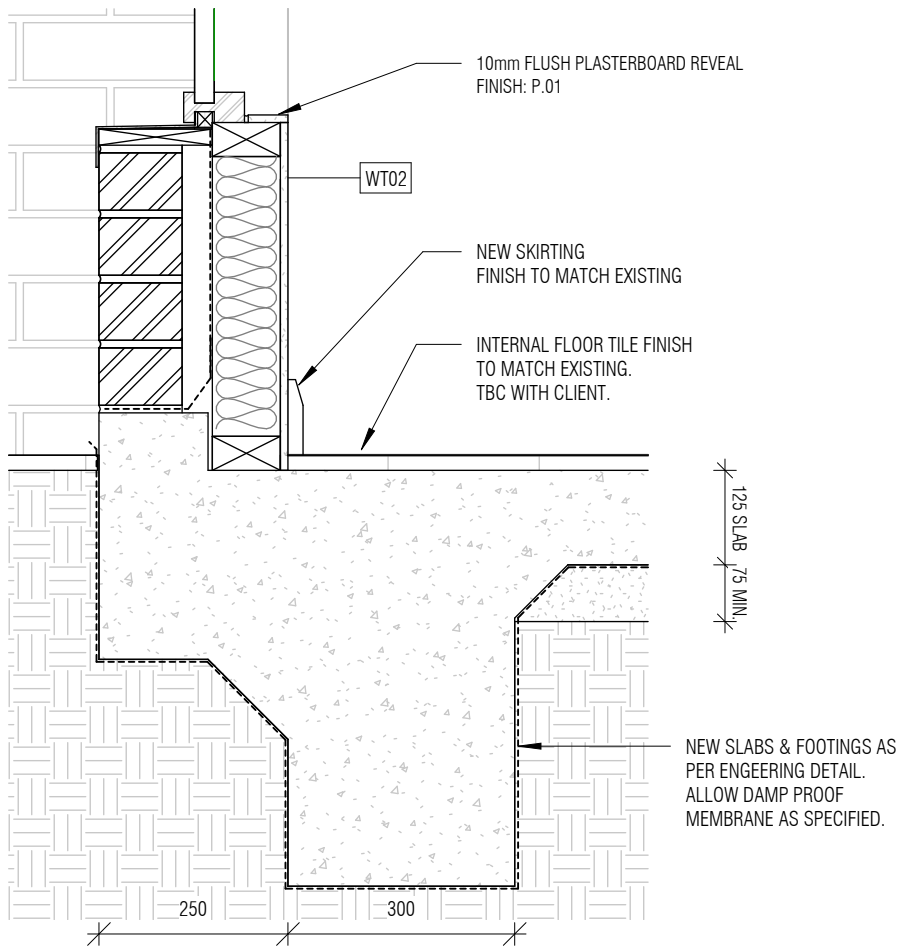 10mm FLUSH PLASTERBOARD REVEAL
FINISH: P.01
WT02
NEW SKIRTING
FINISH TO MATCH EXISTING
INTERNAL FLOOR TILE FINISH
TO MATCH EXISTING.
TBC WITH CLIENT.
125 SLAB
75 MIN.
NEW SLABS & FOOTINGS AS
PER ENGEERING DETAIL.
ALLOW DAMP PROOF
MEMBRANE AS SPECIFIED.
250
300